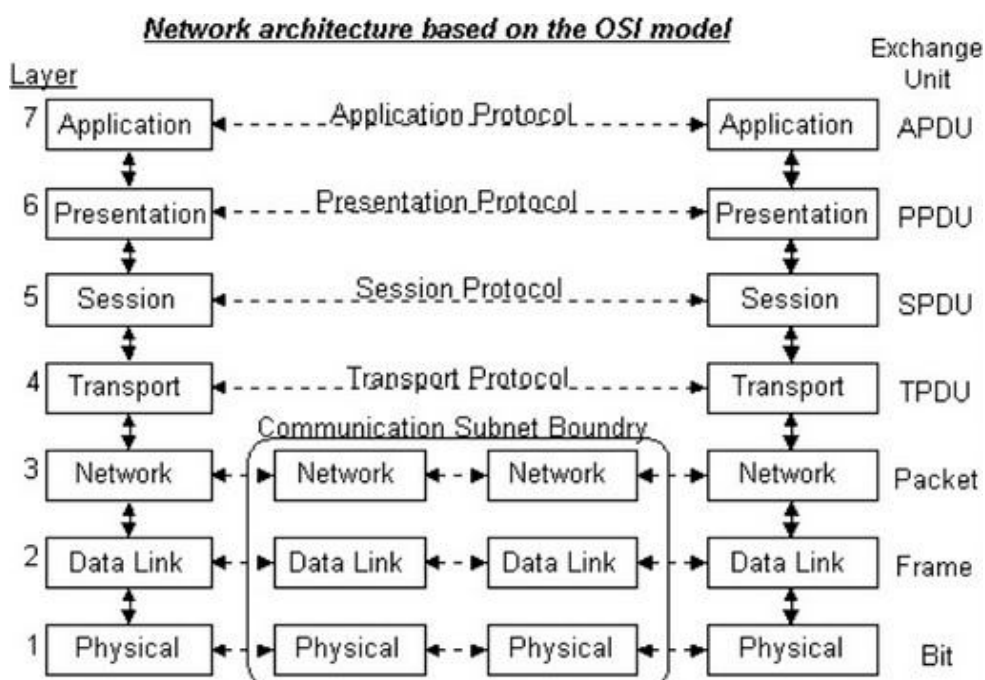 Network architecture based on the OSI model
Exchange
Unit
Layer
7 Application Application Protocol Application APDU
6 Presentation Presentation Protocol Presentation PPDU
5 Session Session Protocol Session SPDU
4 Transport Transport Protocol Transport TPDU
Communication Subnet Boundry
3 Network Network Network Network Packet
2 Data Link Data Link Data Link Data Link Frame
1 Physical Physical Physical Physical Bit